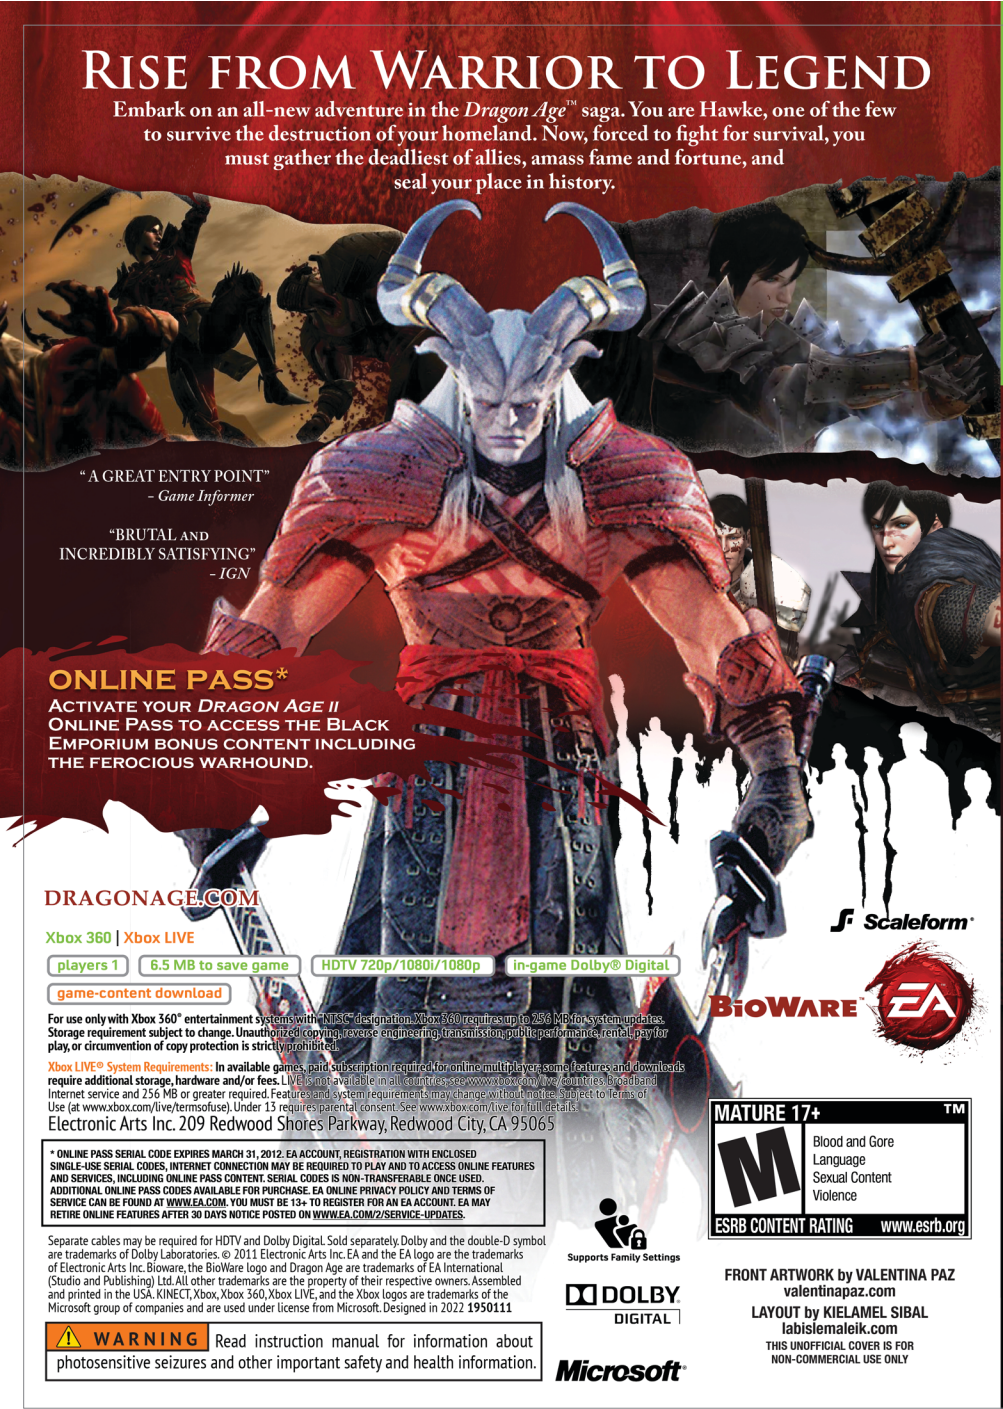 RISE FROM WARRIOR TO LEGEND
Embark on an all-new adventure in the Dragon Age™ saga. You are Hawke, one of the few
to survive the destruction of your homeland. Now, forced to fight for survival, you
must gather the deadliest of allies, amass fame and fortune, and
seal your place in history.
“A GREAT ENTRY POINT”
– Game Informer
“BRUTAL AND
INCREDIBLY SATISFYING”
– IGN
ONLINE PASS*
ACTIVATE YOUR DRAGON AGE II
ONLINE PASS TO ACCESS THE BLACK
EMPORIUM BONUS CONTENT INCLUDING
THE FEROCIOUS WARHOUND.
DRAGONAGE.COM
Xbox 360 | Xbox LIVE
players 1
6.5 MB to save game
HDTV 720p/1080i/1080p
in-game Dolby® Digital
game-content download
For use only with Xbox 360® entertainment systems with "NTSC" designation. Xbox 360 requires up to 256 MB for system updates.
Storage requirement subject to change. Unauthorized copying, reverse engineering, transmission, public performance, rental, pay for
play, or circumvention of copy protection is strictly prohibited.
Xbox LIVE® System Requirements: In available games, paid subscription required for online multiplayer; some features and downloads
require additional storage, hardware and/or fees. LIVE is not available in all countries; see www.xbox.com/live/countries. Broadband
Internet service and 256 MB or greater required. Features and system requirements may change without notice. Subject to Terms of
Use (at www.xbox.com/live/termsofuse). Under 13 requires parental consent. See www.xbox.com/live for full details.
Electronic Arts Inc. 209 Redwood Shores Parkway, Redwood City, CA 95065
* ONLINE PASS SERIAL CODE EXPIRES MARCH 31, 2012. EA ACCOUNT, REGISTRATION WITH ENCLOSED
SINGLE-USE SERIAL CODES, INTERNET CONNECTION MAY BE REQUIRED TO PLAY AND TO ACCESS ONLINE FEATURES
AND SERVICES, INCLUDING ONLINE PASS CONTENT. SERIAL CODES IS NON-TRANSFERABLE ONCE USED.
ADDITIONAL ONLINE PASS CODES AVAILABLE FOR PURCHASE. EA ONLINE PRIVACY POLICY AND TERMS OF
SERVICE CAN BE FOUND AT WWW.EA.COM. YOU MUST BE 13+ TO REGISTER FOR AN EA ACCOUNT. EA MAY
RETIRE ONLINE FEATURES AFTER 30 DAYS NOTICE POSTED ON WWW.EA.COM/2/SERVICE-UPDATES.
Separate cables may be required for HDTV and Dolby Digital. Sold separately. Dolby and the double-D symbol
are trademarks of Dolby Laboratories. © 2011 Electronic Arts Inc. EA and the EA logo are the trademarks
of Electronic Arts Inc. Bioware, the BioWare logo and Dragon Age are trademarks of EA International
(Studio and Publishing) Ltd. All other trademarks are the property of their respective owners. Assembled
and printed in the USA. KINECT, Xbox, Xbox 360, Xbox LIVE, and the Xbox logos are trademarks of the
Microsoft group of companies and are used under license from Microsoft. Designed in 2022 1950111
WARNING Read instruction manual for information about
photosensitive seizures and other important safety and health information.
Supports Family Settings
DOLBY
DIGITAL
Microsoft®
Scaleform®
BIOWARE™
EA
MATURE 17+ ™
M
Blood and Gore
Language
Sexual Content
Violence
ESRB CONTENT RATING www.esrb.org
FRONT ARTWORK by VALENTINA PAZ
valentinapaz.com
LAYOUT by KIELAMEL SIBAL
labislemaleik.com
THIS UNOFFICIAL COVER IS FOR
NON-COMMERCIAL USE ONLY